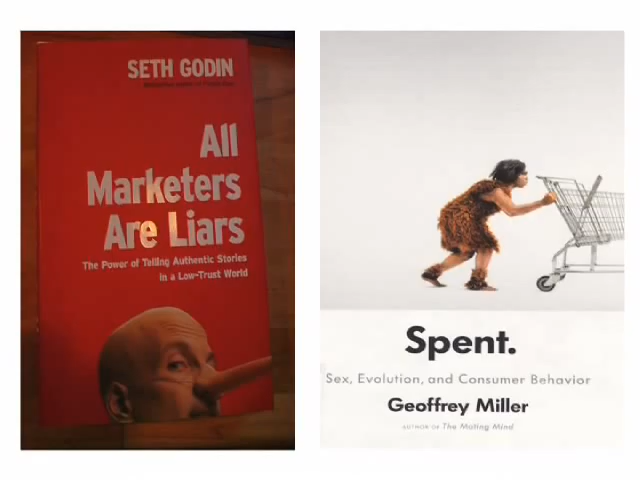 SETH GODIN
All
Marketers
Are Liars
The Power of Telling Authentic Stories
in a Low-Trust World
Spent.
Sex, Evolution, and Consumer Behavior
Geoffrey Miller
AUTHOR OF The Mating Mind